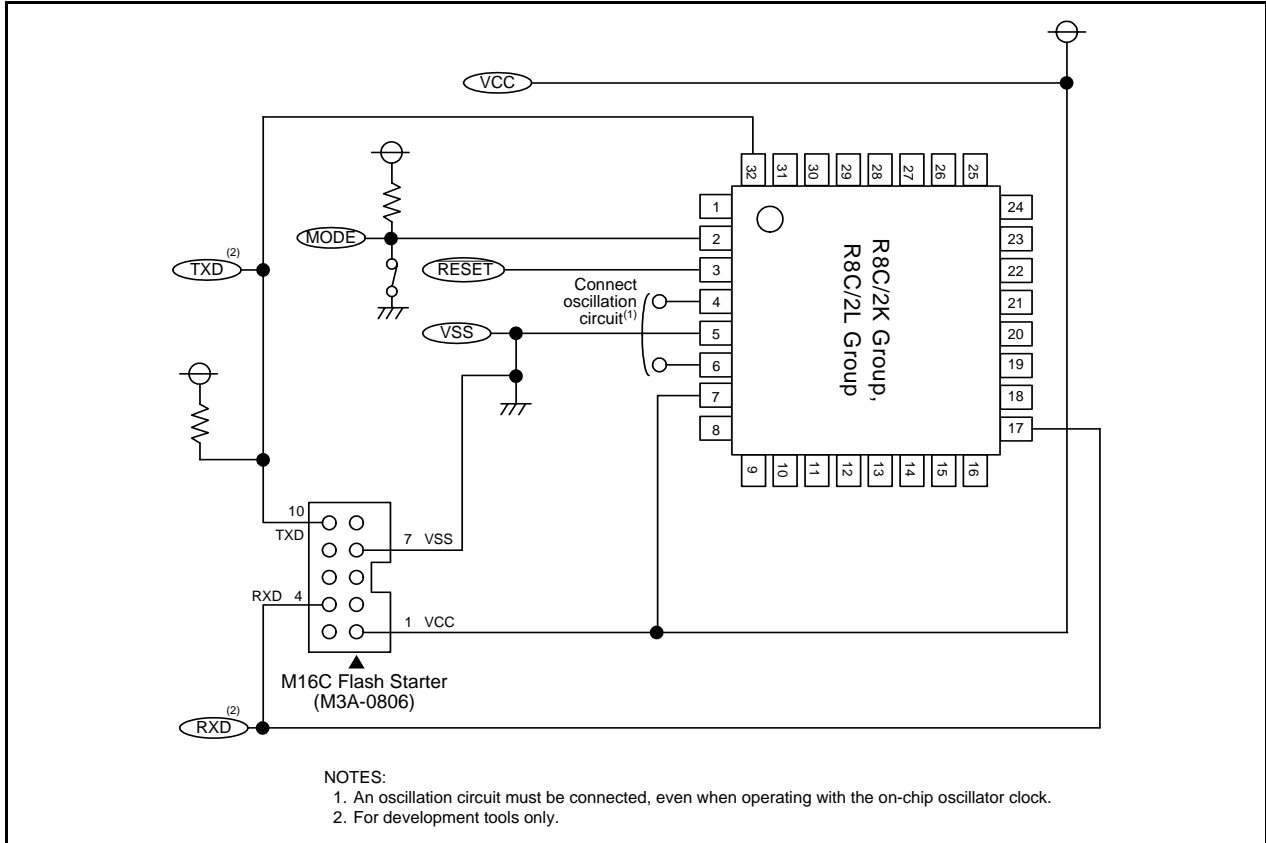 VCC
32
31
30
29
28
27
26
25
1
2
3
4
5
6
7
8
24
23
22
21
20
19
18
17
9
10
11
12
13
14
15
16
R8C/2K Group,
R8C/2L Group
MODE
TXD (2)
RESET
Connect
oscillation
circuit(1)
VSS
10
TXD
7 VSS
RXD 4
1 VCC
M16C Flash Starter
(M3A-0806)
RXD (2)
NOTES:
1. An oscillation circuit must be connected, even when operating with the on-chip oscillator clock.
2. For development tools only.